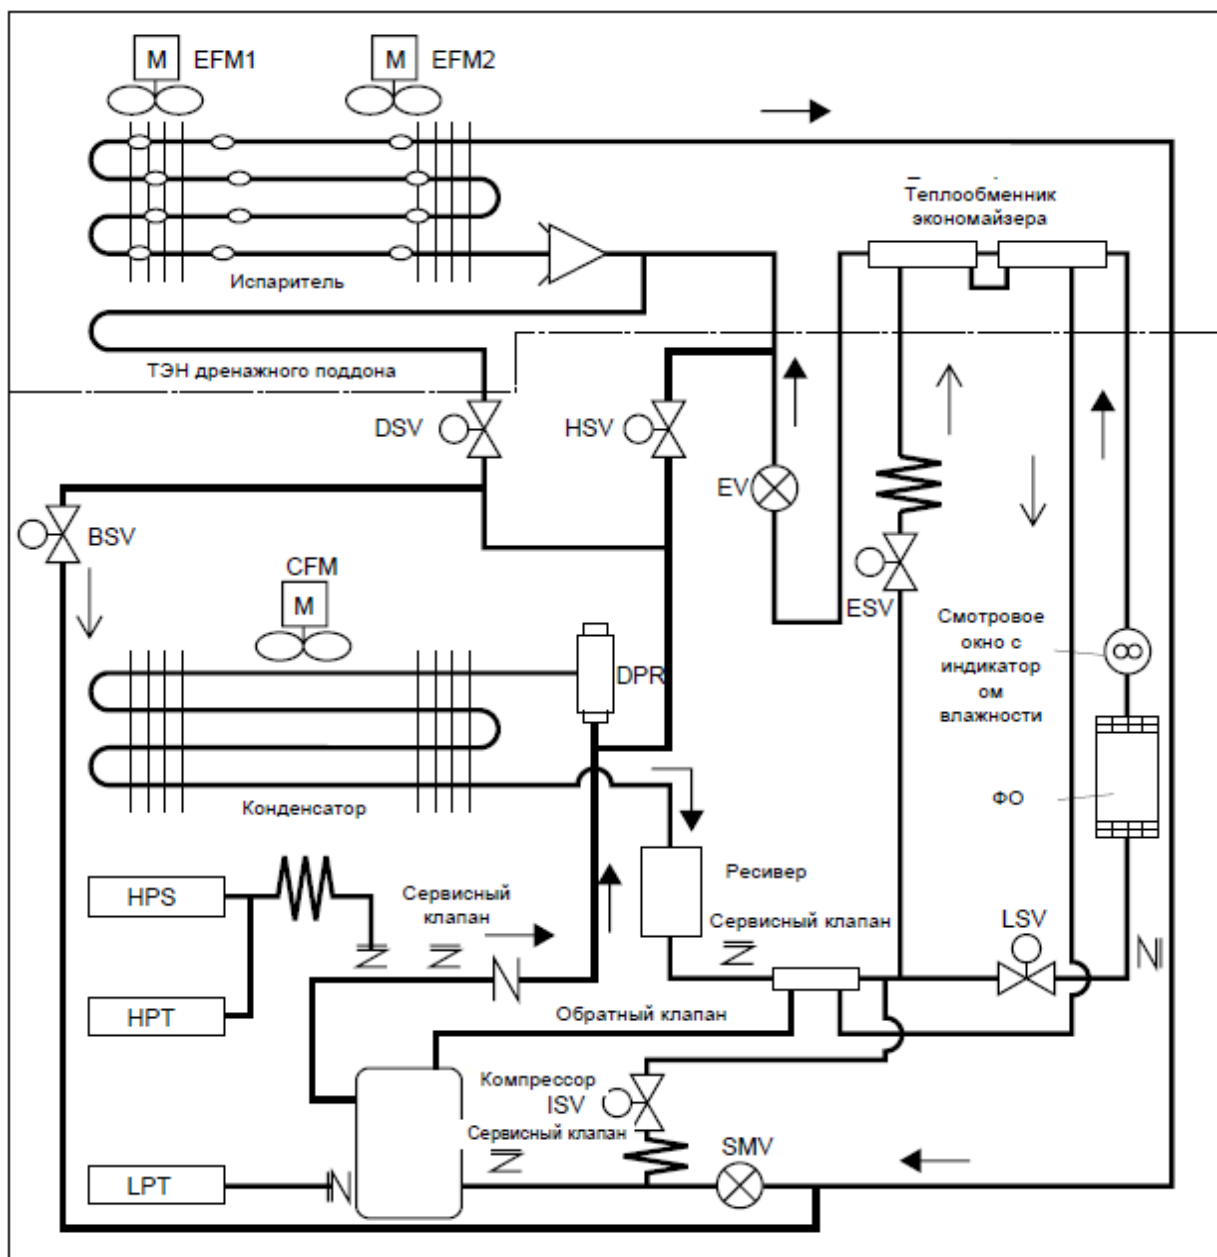 M EFM1
M EFM2
Теплообменник
экономайзера
Испаритель
ТЭН дренажного поддона
DSV
HSV
EV
BSV
ESV
CFM
M
Смотровое
окно с
индикатор
ом
влажности
DPR
Конденсатор
ФО
HPS
Сервисный
клапан
Ресивер
Сервисный клапан
LSV
HPT
Обратный клапан
Компрессор
ISV
Сервисный клапан
SMV
LPT